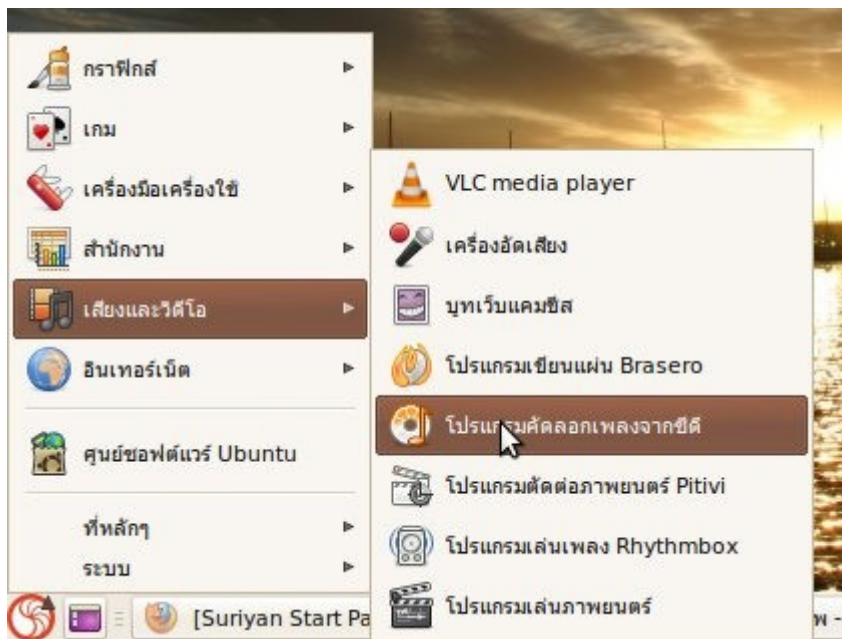 กราฟิกส์
เกม
เครื่องมือเครื่องใช้
สำนักงาน
เสียงและวิดีโอ
อินเทอร์เน็ต
ศูนย์ซอฟต์แวร์ Ubuntu
ที่หลักๆ
ระบบ
VLC media player
เครื่องอัดเสียง
บูทเว็บแคมชีส
โปรแกรมเขียนแผ่น Brasero
โปรแกรมคัดลอกเพลงจากซีดี
โปรแกรมตัดต่อภาพยนตร์ Pitivi
โปรแกรมเล่นเพลง Rhythmbox
โปรแกรมเล่นภาพยนตร์
[Suriyan Start Pa
พ -